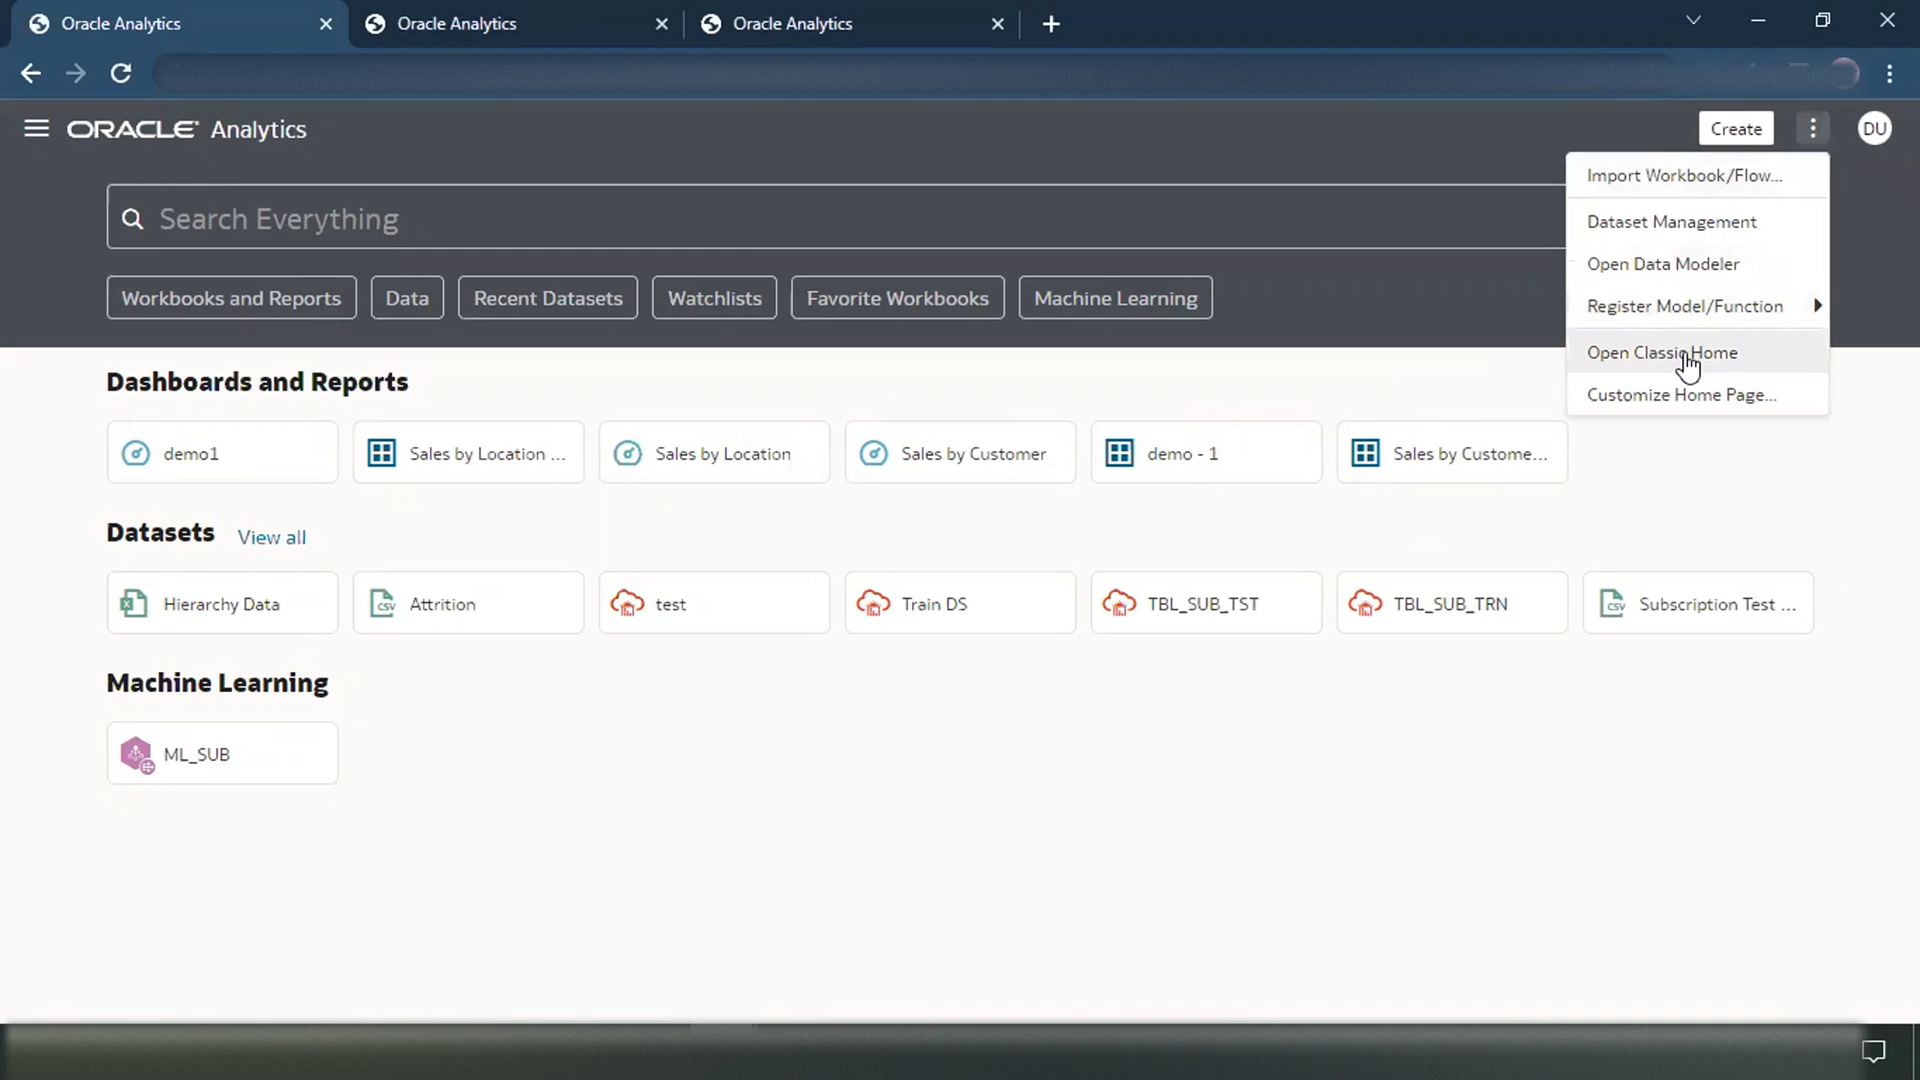 Oracle Analytics
Oracle Analytics
Oracle Analytics
ORACLE Analytics
Create
DU
Import Workbook/Flow...
Dataset Management
Open Data Modeler
Register Model/Function
Open Classic Home
Customize Home Page...
Search Everything
Workbooks and Reports
Data
Recent Datasets
Watchlists
Favorite Workbooks
Machine Learning
Dashboards and Reports
demo1
Sales by Location ...
Sales by Location
Sales by Customer
demo - 1
Sales by Custome...
Datasets
View all
Hierarchy Data
CSV
Attrition
test
Train DS
TBL_SUB_TST
TBL_SUB_TRN
CSV
Subscription Test ...
Machine Learning
ML_SUB